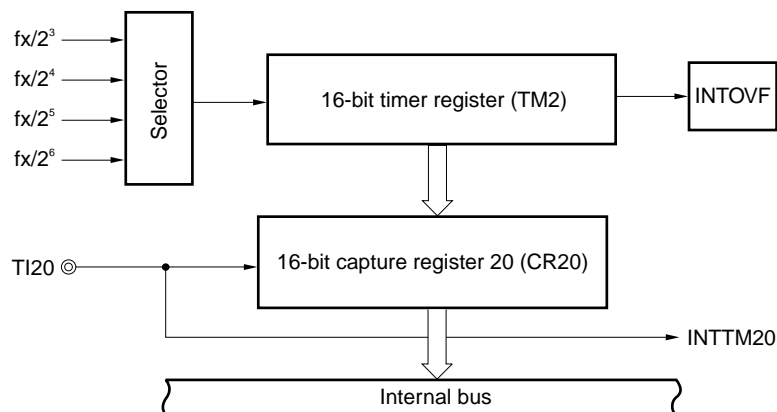 fx/2³
fx/2⁴
fx/2⁵
fx/2⁶
Selector
16-bit timer register (TM2)
INTOVF
TI20
16-bit capture register 20 (CR20)
INTTM20
Internal bus